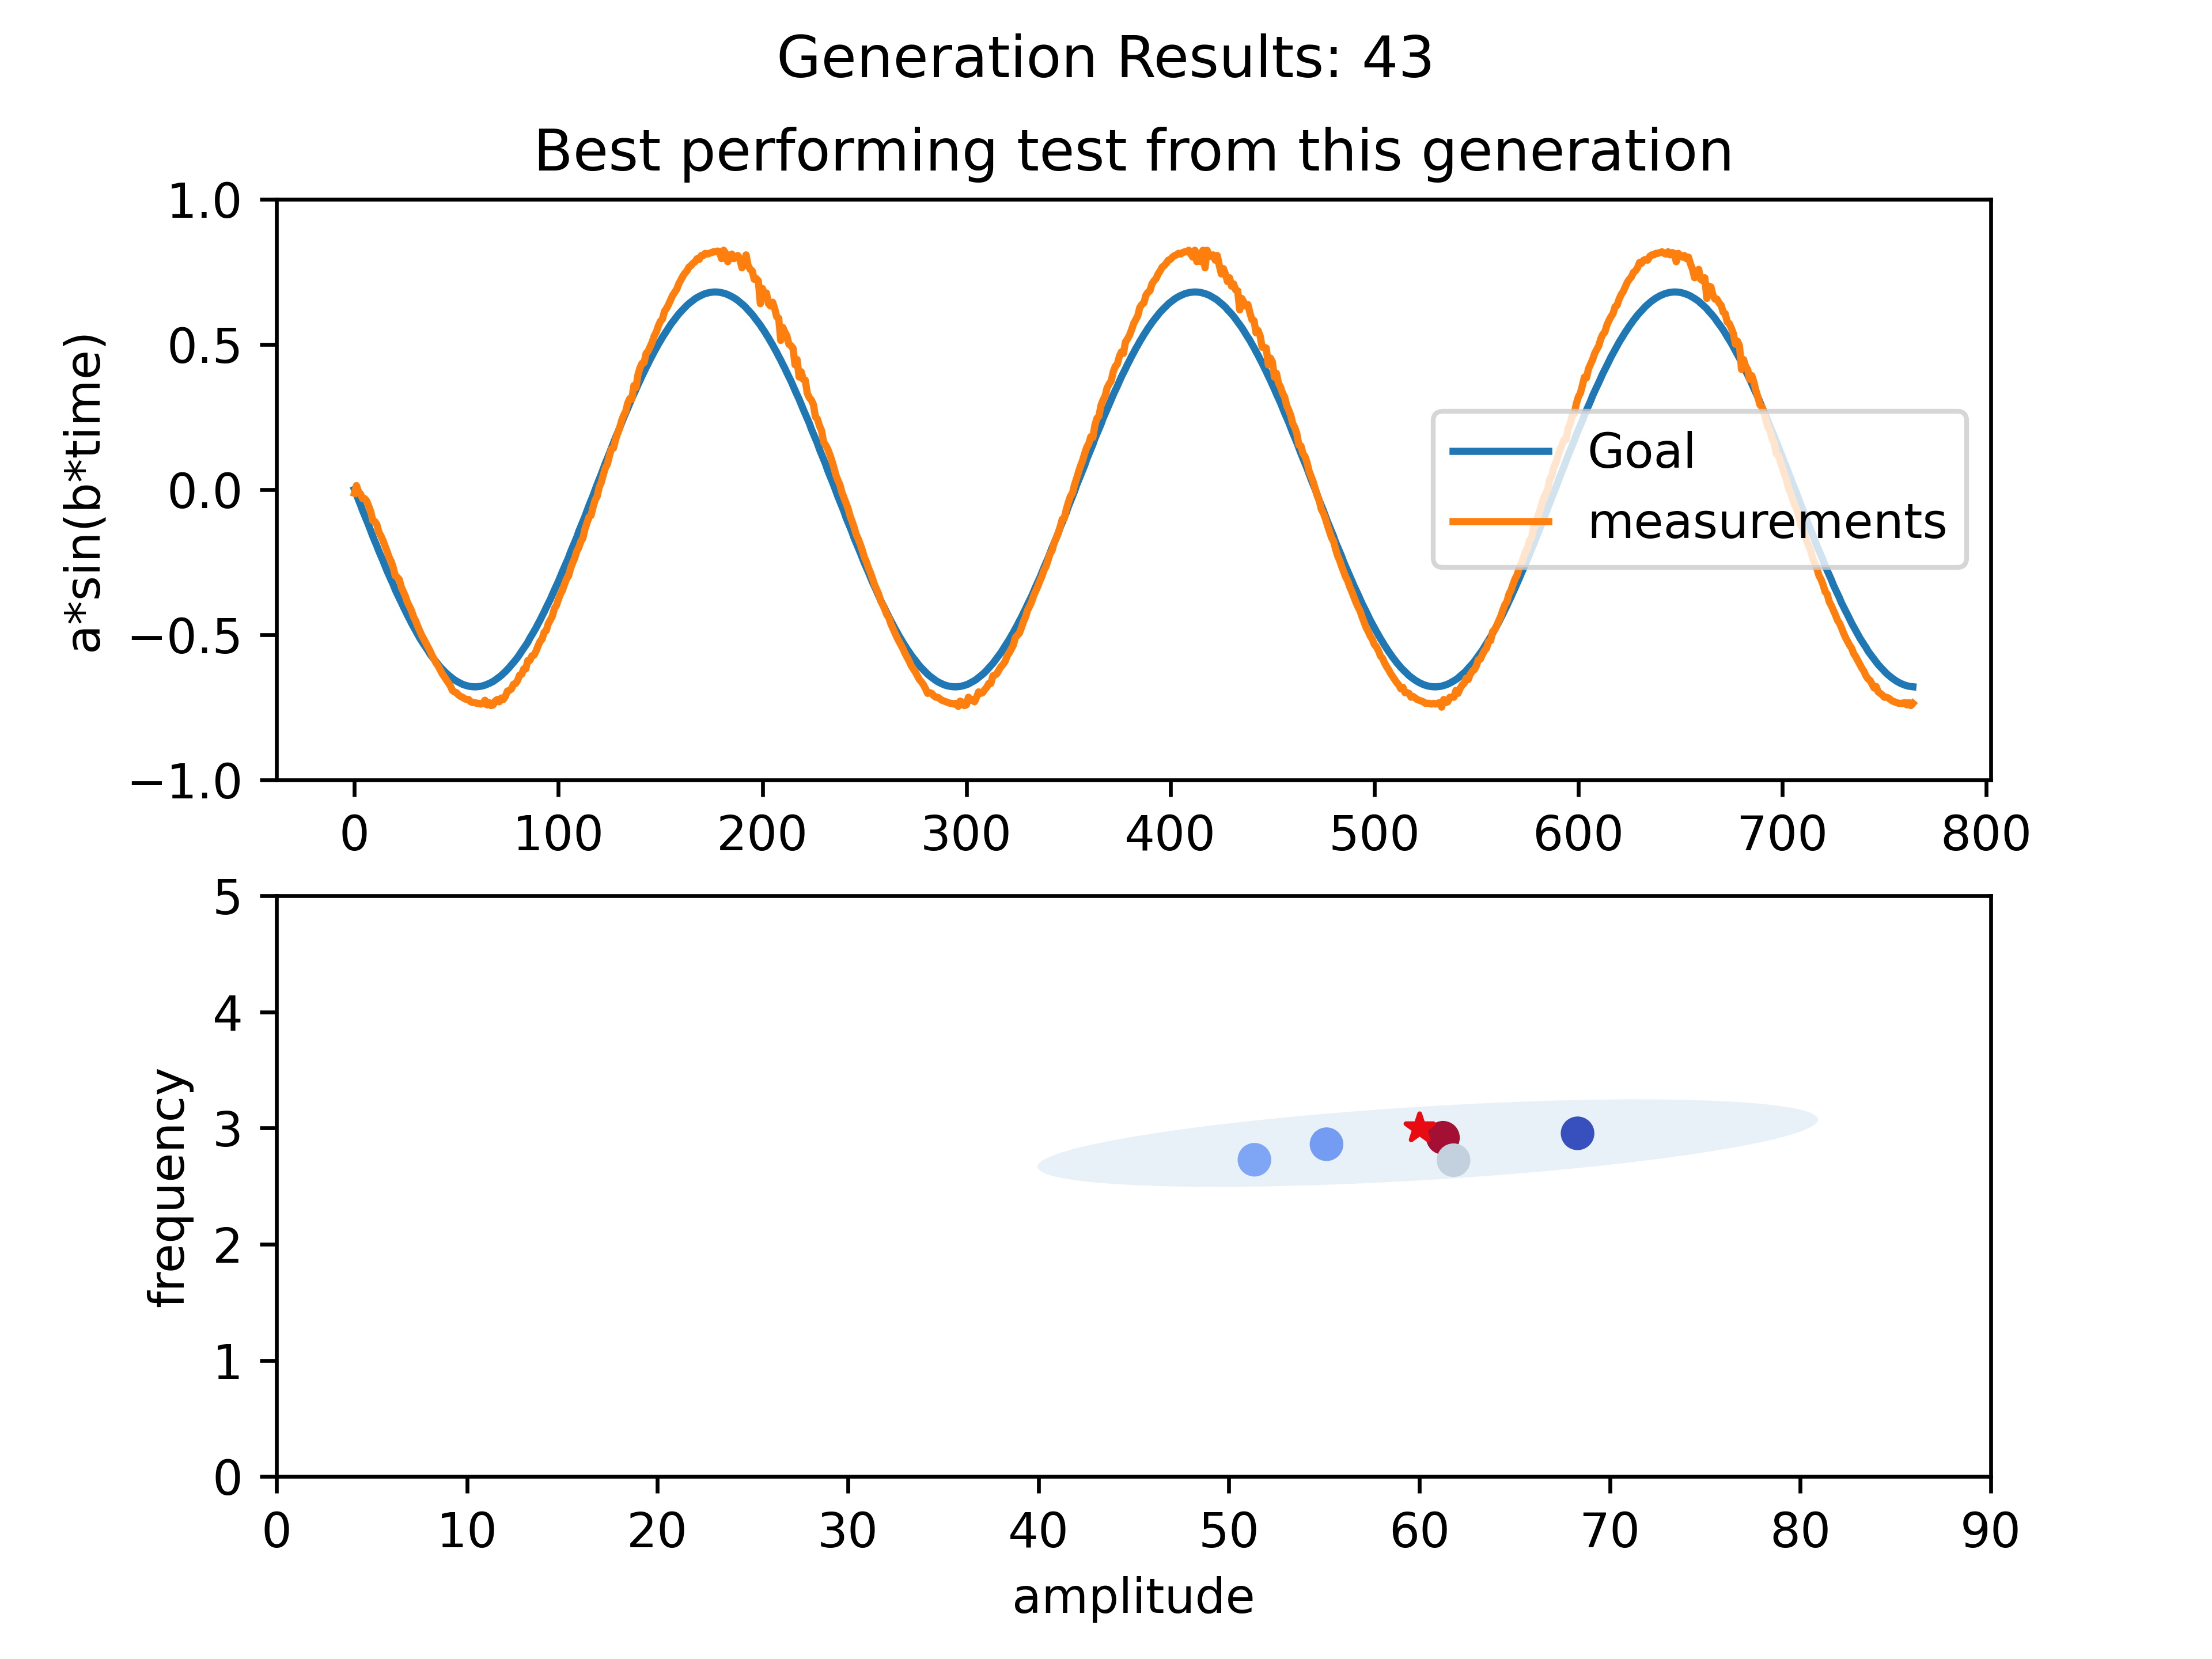 Generation Results: 43
Best performing test from this generation
1.0
0.5
0.0
−0.5
−1.0
a*sin(b*time)
Goal
measurements
0 100 200 300 400 500 600 700 800
5
4
3
2
1
0
frequency
0 10 20 30 40 50 60 70 80 90
amplitude